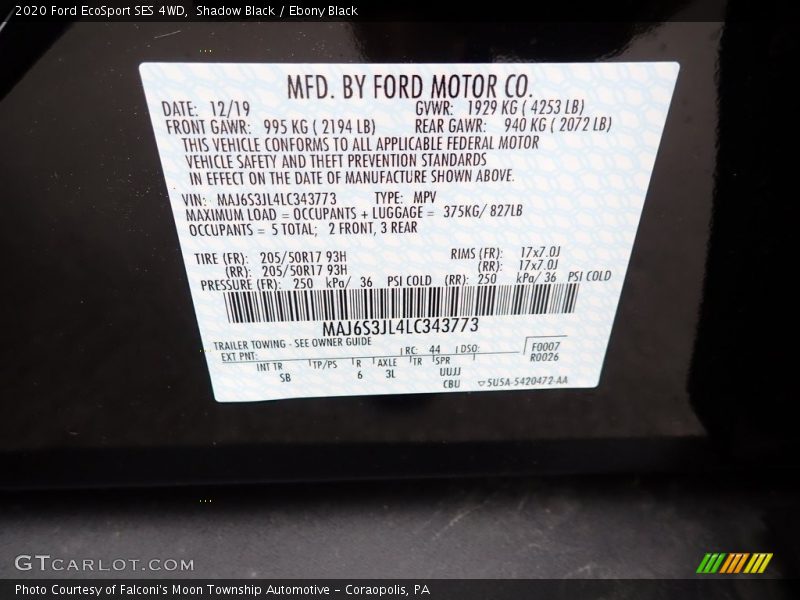 2020 Ford EcoSport SES 4WD, Shadow Black / Ebony Black
MFD. BY FORD MOTOR CO.
DATE: 12/19 GVWR: 1929 KG ( 4253 LB)
FRONT GAWR: 995 KG ( 2194 LB) REAR GAWR: 940 KG ( 2072 LB)
THIS VEHICLE CONFORMS TO ALL APPLICABLE FEDERAL MOTOR
VEHICLE SAFETY AND THEFT PREVENTION STANDARDS
IN EFFECT ON THE DATE OF MANUFACTURE SHOWN ABOVE.
VIN: MAJ6S3JL4LC343773 TYPE: MPV
MAXIMUM LOAD = OCCUPANTS + LUGGAGE = 375KG/ 827LB
OCCUPANTS = 5 TOTAL; 2 FRONT, 3 REAR
TIRE (FR): 205/50R17 93H RIMS (FR): 17x7.0J
(RR): 205/50R17 93H (RR): 17x7.0J
PRESSURE (FR): 250 kPa/ 36 PSI COLD (RR): 250 kPa/ 36 PSI COLD
MAJ6S3JL4LC343773
TRAILER TOWING - SEE OWNER GUIDE
EXT PNT: RC: 44 DSO: F0007
R0026
INT TR TP/PS R AXLE TR SPR
SB 6 3L UUJJ
CBU ▽SU5A-5420472-AA
GTCARLOT.COM
Photo Courtesy of Falconi's Moon Township Automotive - Coraopolis, PA